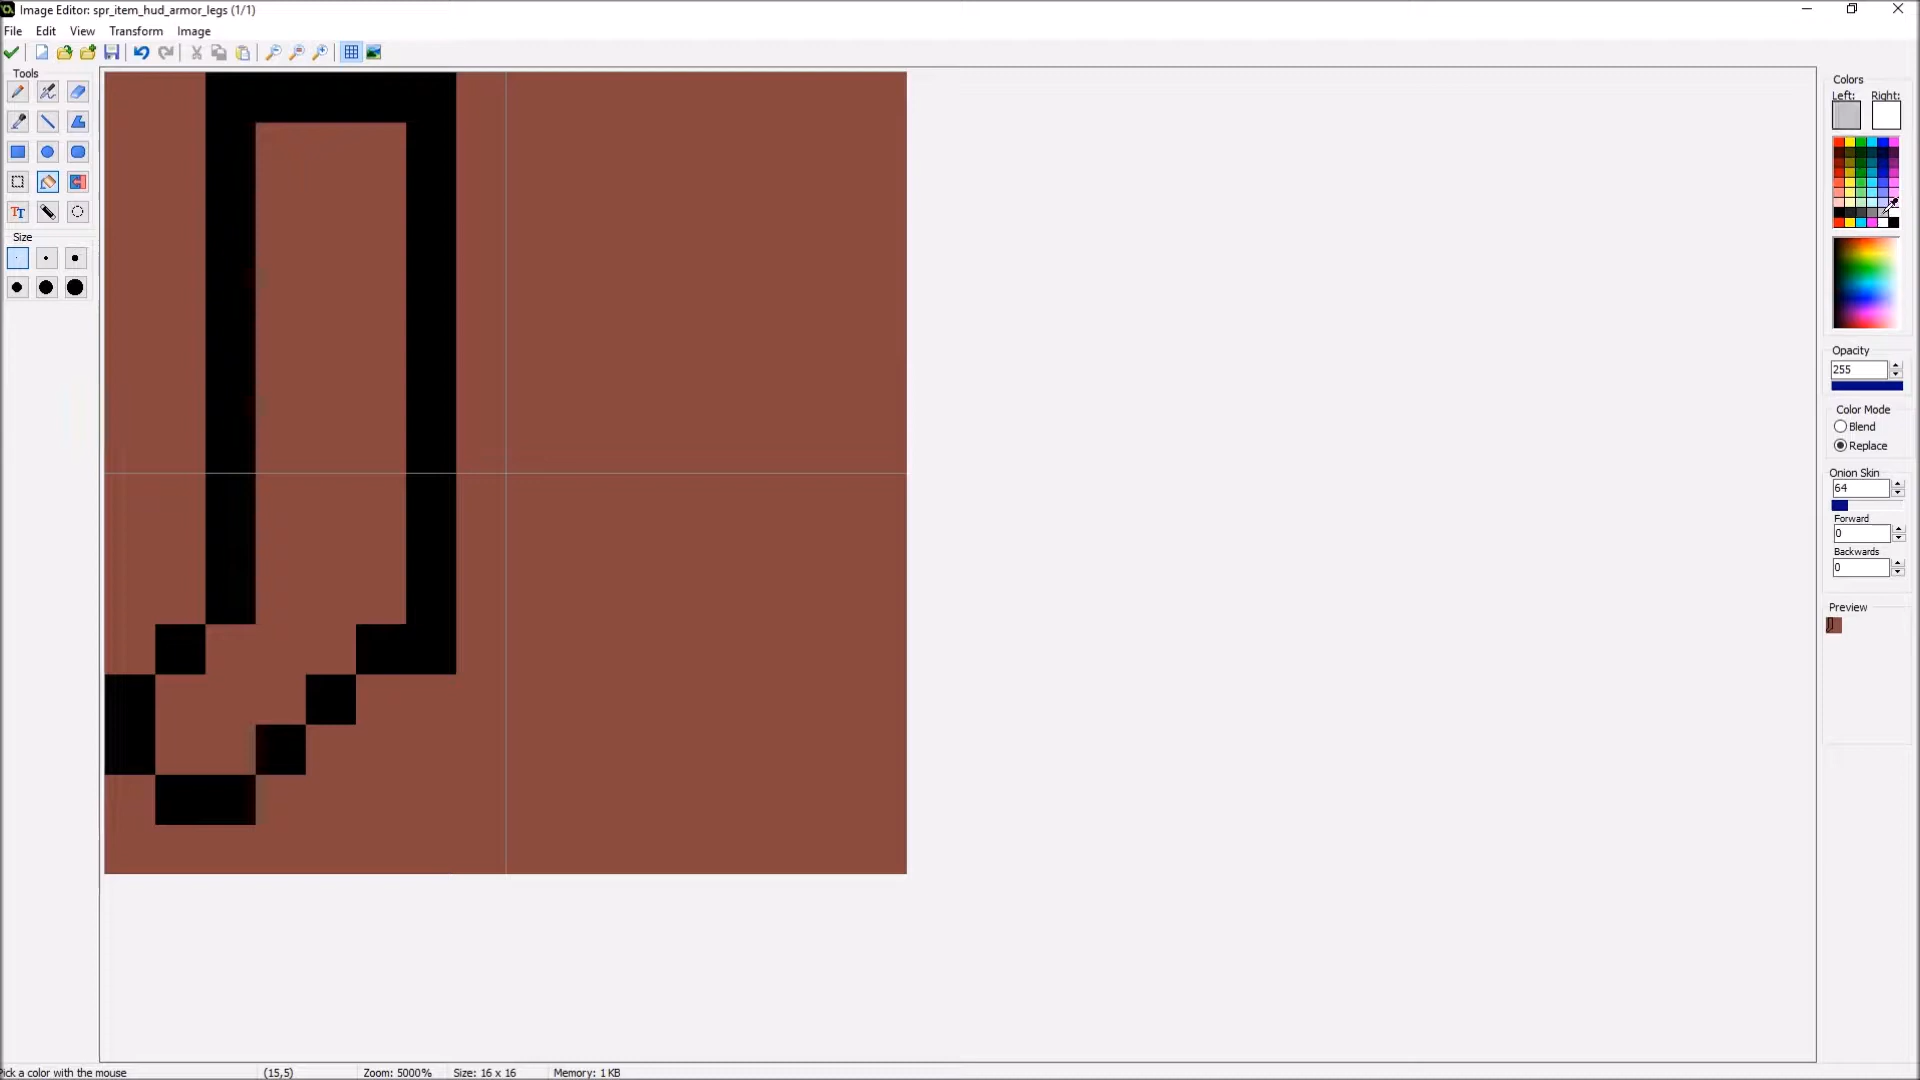 Image Editor: spr_item_hud_armor_legs (1/1)
File Edit View Transform Image
Tools
TT
Size
Colors
Left: Right:
Opacity
255
Color Mode
Blend
Replace
Onion Skin
64
Forward
0
Backwards
0
Preview
Pick a color with the mouse (15,5) Zoom: 5000% Size: 16 x 16 Memory: 1 KB